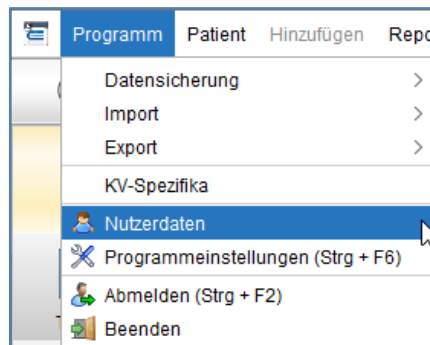 Programm Patient Hinzufügen
Datensicherung
Import
Export
KV-Spezifika
Nutzerdaten
Programmeinstellungen (Strg + F6)
Abmelden (Strg + F2)
Beenden